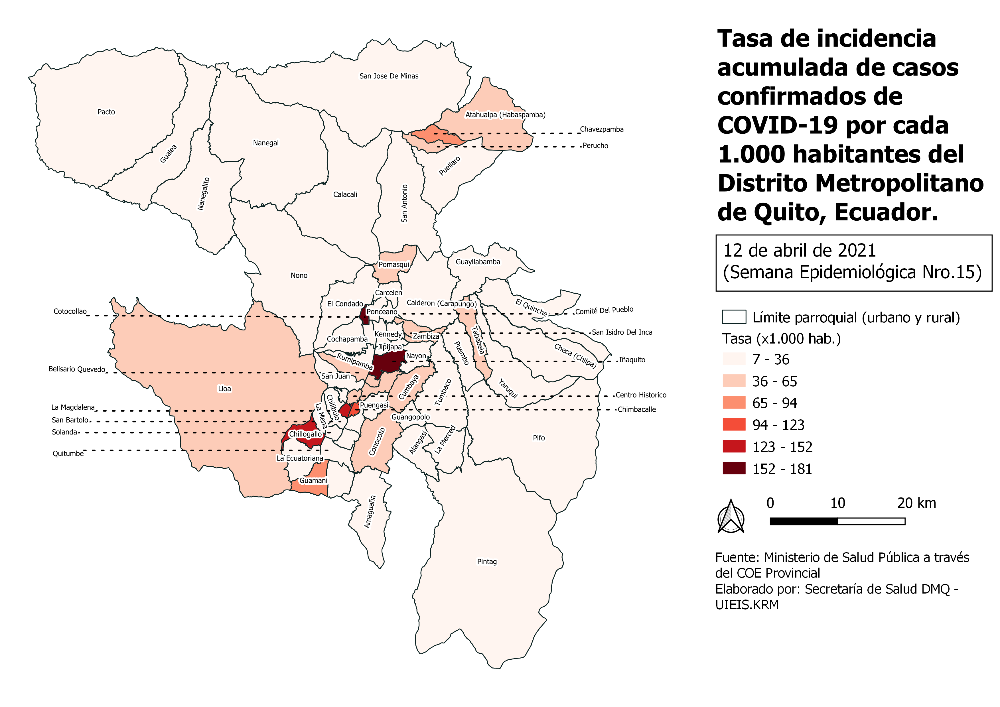 Tasa de incidencia
acumulada de casos
confirmados de
COVID-19 por cada
1.000 habitantes del
Distrito Metropolitano
de Quito, Ecuador.
12 de abril de 2021
(Semana Epidemiológica Nro.15)
Límite parroquial (urbano y rural)
Tasa (x1.000 hab.)
7 - 36
36 - 65
65 - 94
94 - 123
123 - 152
152 - 181
0 10 20 km
Fuente: Ministerio de Salud Pública a través
del COE Provincial
Elaborado por: Secretaría de Salud DMQ -
UIEIS.KRM
San Jose De Minas
Pacto
Atahualpa (Habaspamba)
Chavezpamba
Nanegal
Perucho
Gualea
Puellaro
Nanegalito
Calacali
San Antonio
Guayllabamba
Pomasqui
Nono
Carcelen
El Condado
Calderon (Carapungo)
El Quinche
Cotocollao
Ponceano
Comité Del Pueblo
Kennedy
Zambiza
San Isidro Del Inca
Cochapamba
Tababela
Jipijapa
Puembo
Nayon
Checa (Chilpa)
Rumipamba
Iñaquito
Belisario Quevedo
San Juan
Lloa
Cumbaya
Tumbaco
Yaruqui
Centro Historico
Chilibulo
Puengasi
La Magdalena
Chimbacalle
La Mena
Guangopolo
San Bartolo
Solanda
Chillogallo
Pifo
Conocoto
Alangasi
La Merced
Quitumbe
La Ecuatoriana
Guamani
Amaguaña
Pintag